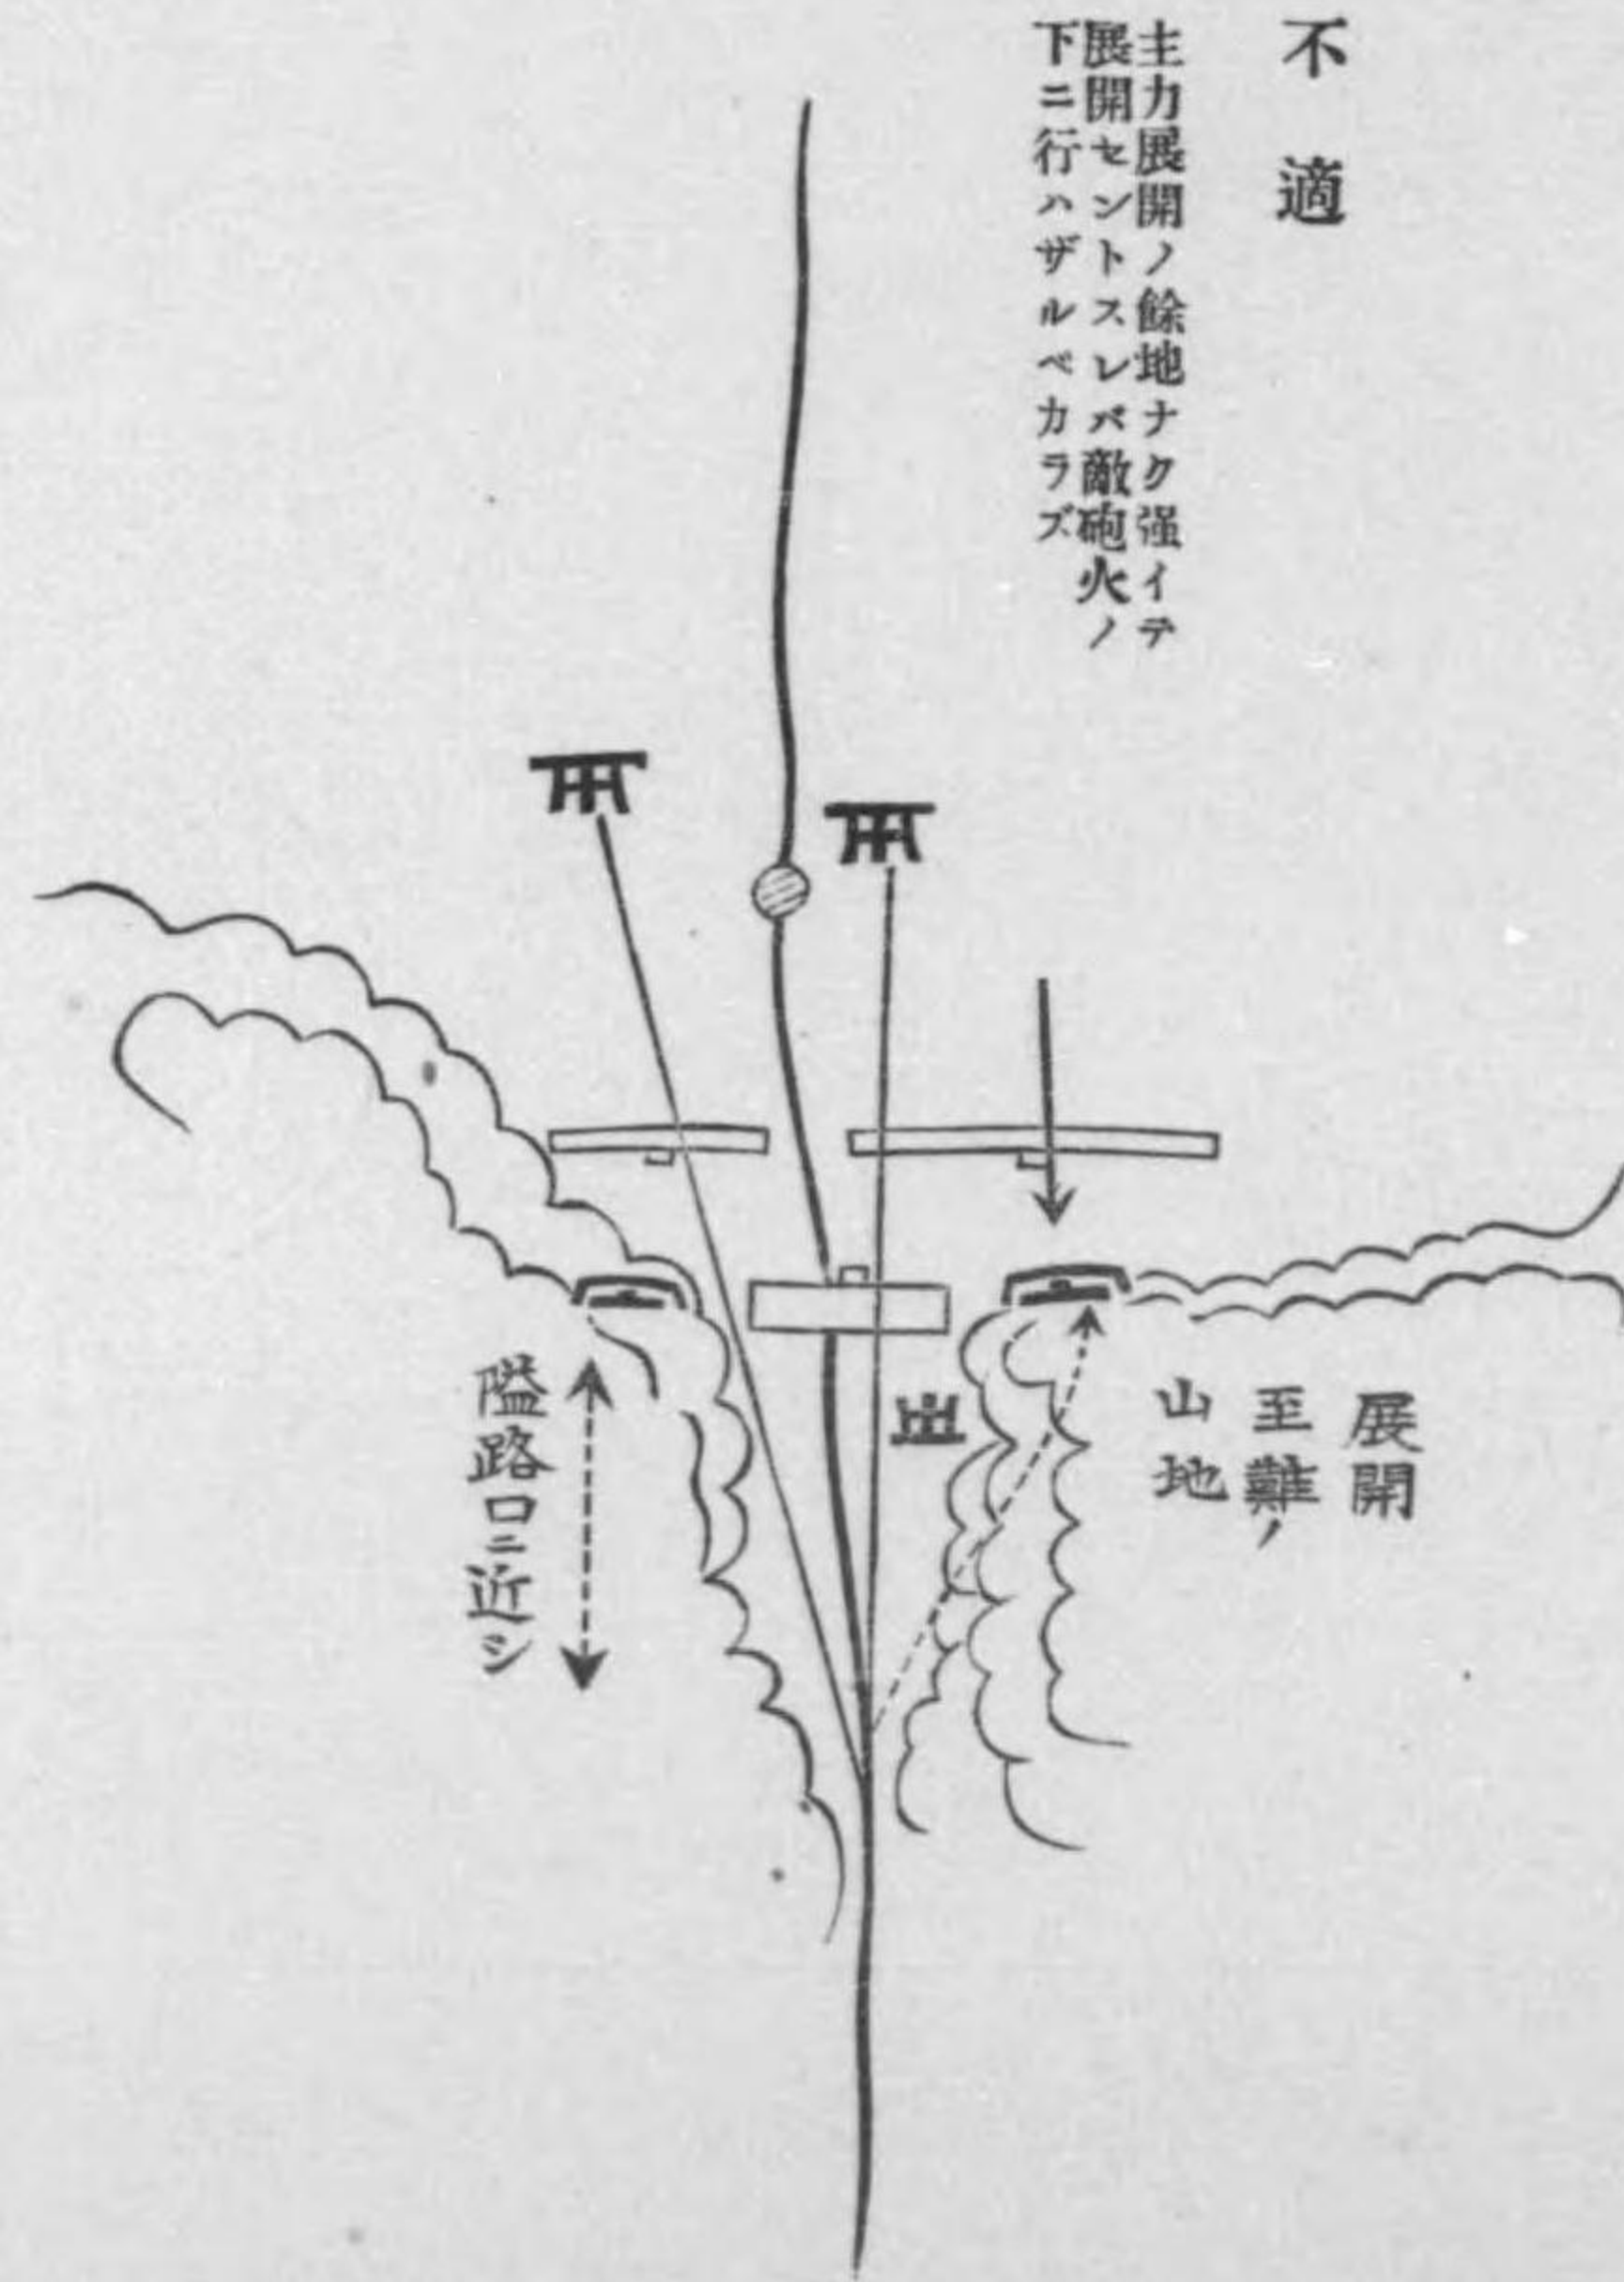 不適
主力展開ノ餘地ナク强イテ
展開セントスレバ敵砲火ノ
下ニ行ハザルベカラズ
展開
至難ノ
山地
隘路口ニ近シ